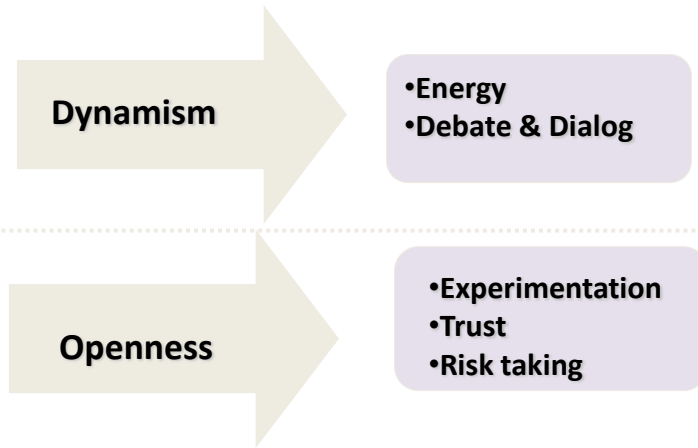 Dynamism
•Energy
•Debate & Dialog
Openness
•Experimentation
•Trust
•Risk taking